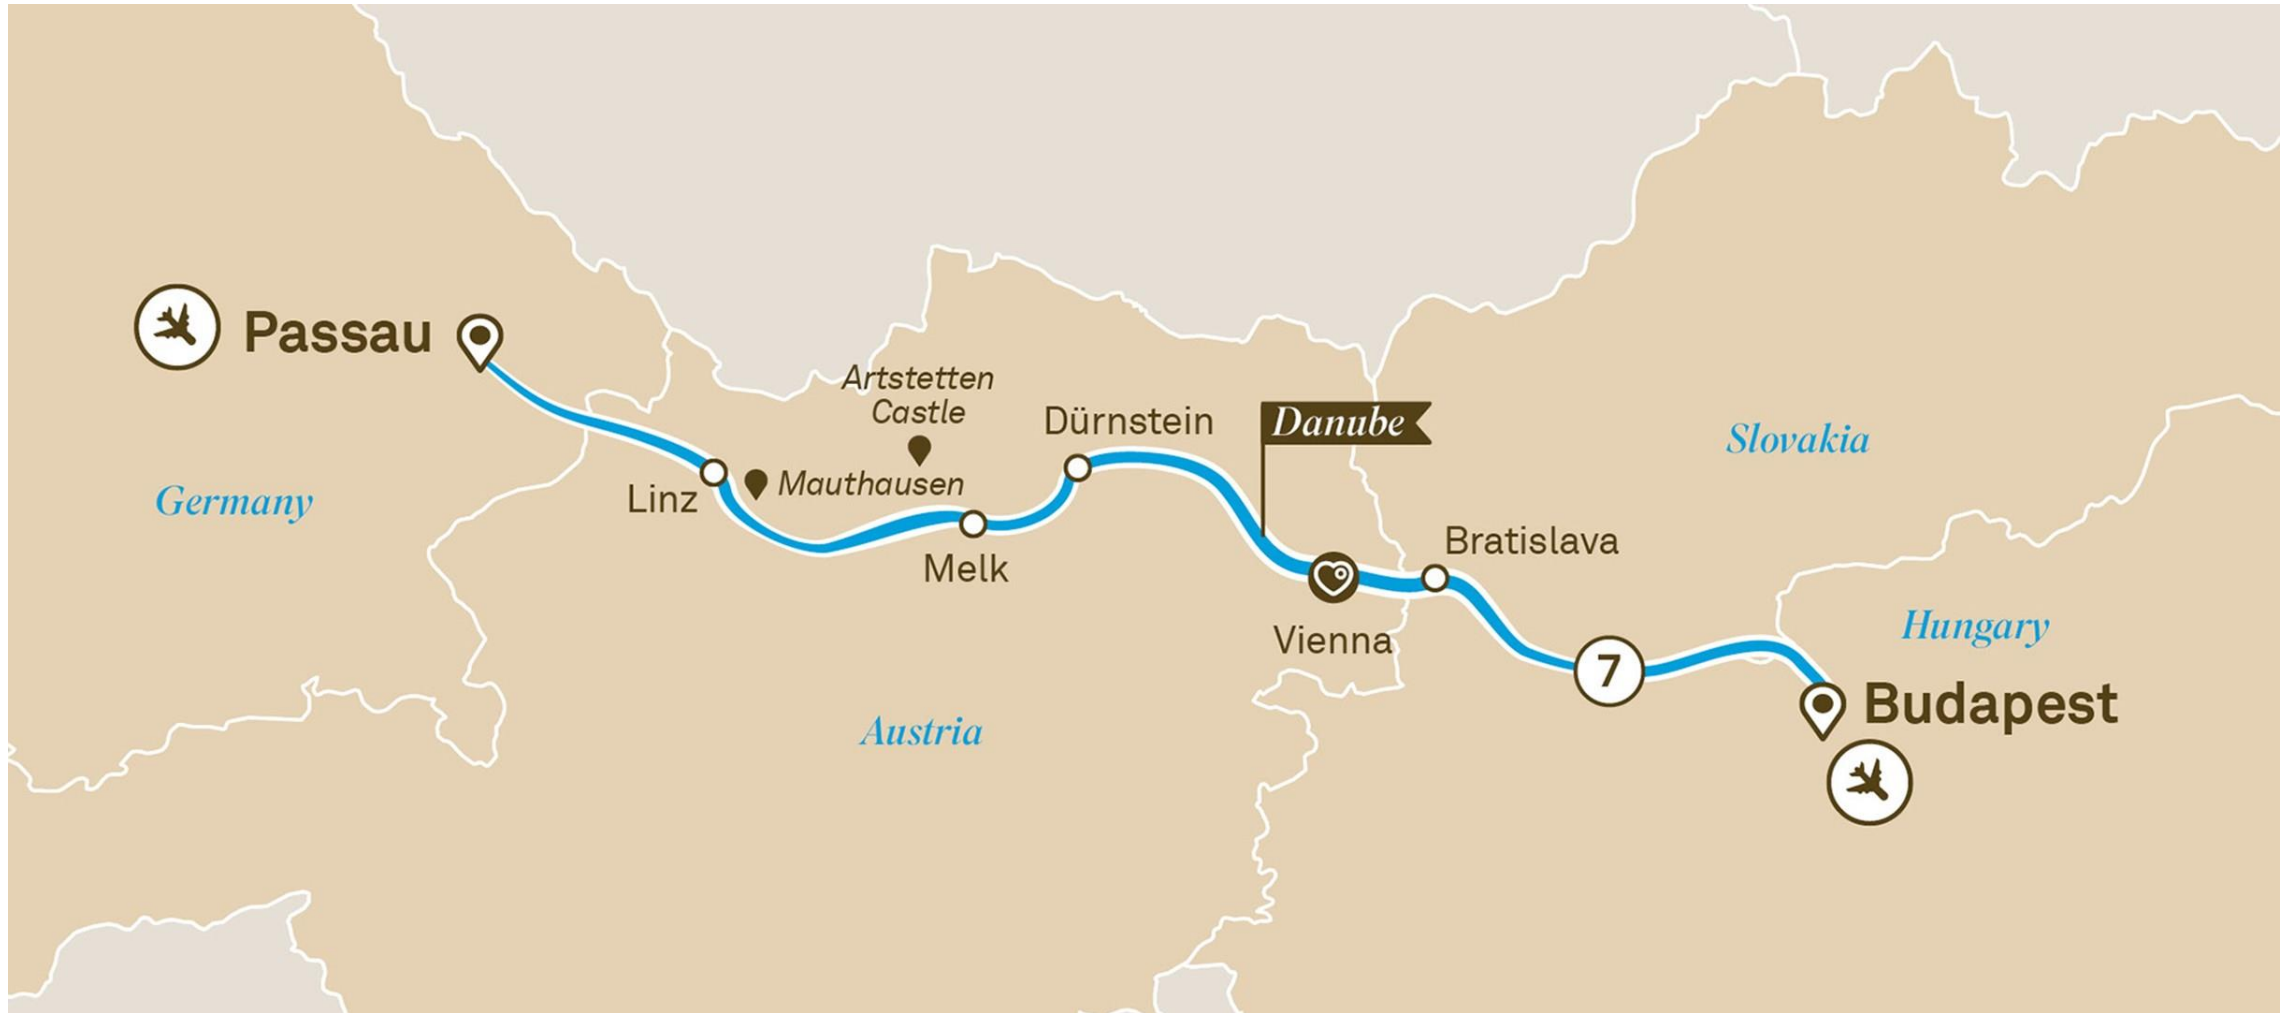 Passau
Artstetten
Castle
Dürnstein
Danube
Slovakia
Germany
Linz
Mauthausen
Melk
Bratislava
Vienna
Hungary
7
Budapest
Austria